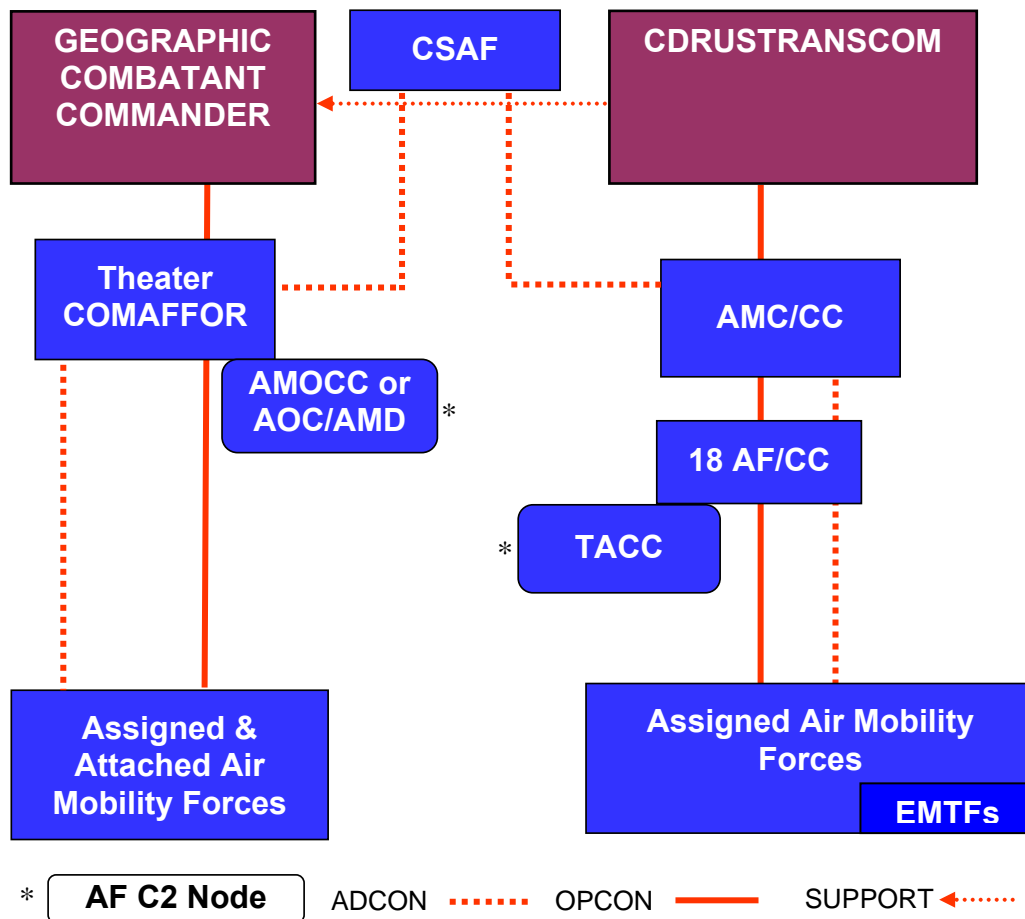 GEOGRAPHIC
COMBATANT
COMMANDER
CSAF
CDRUSTRANSCOM
Theater
COMAFFOR
AMC/CC
AMOCC or
AOC/AMD
*
18 AF/CC
*
TACC
Assigned &
Attached Air
Mobility Forces
Assigned Air Mobility
Forces
EMTFs
* AF C2 Node ADCON OPCON SUPPORT